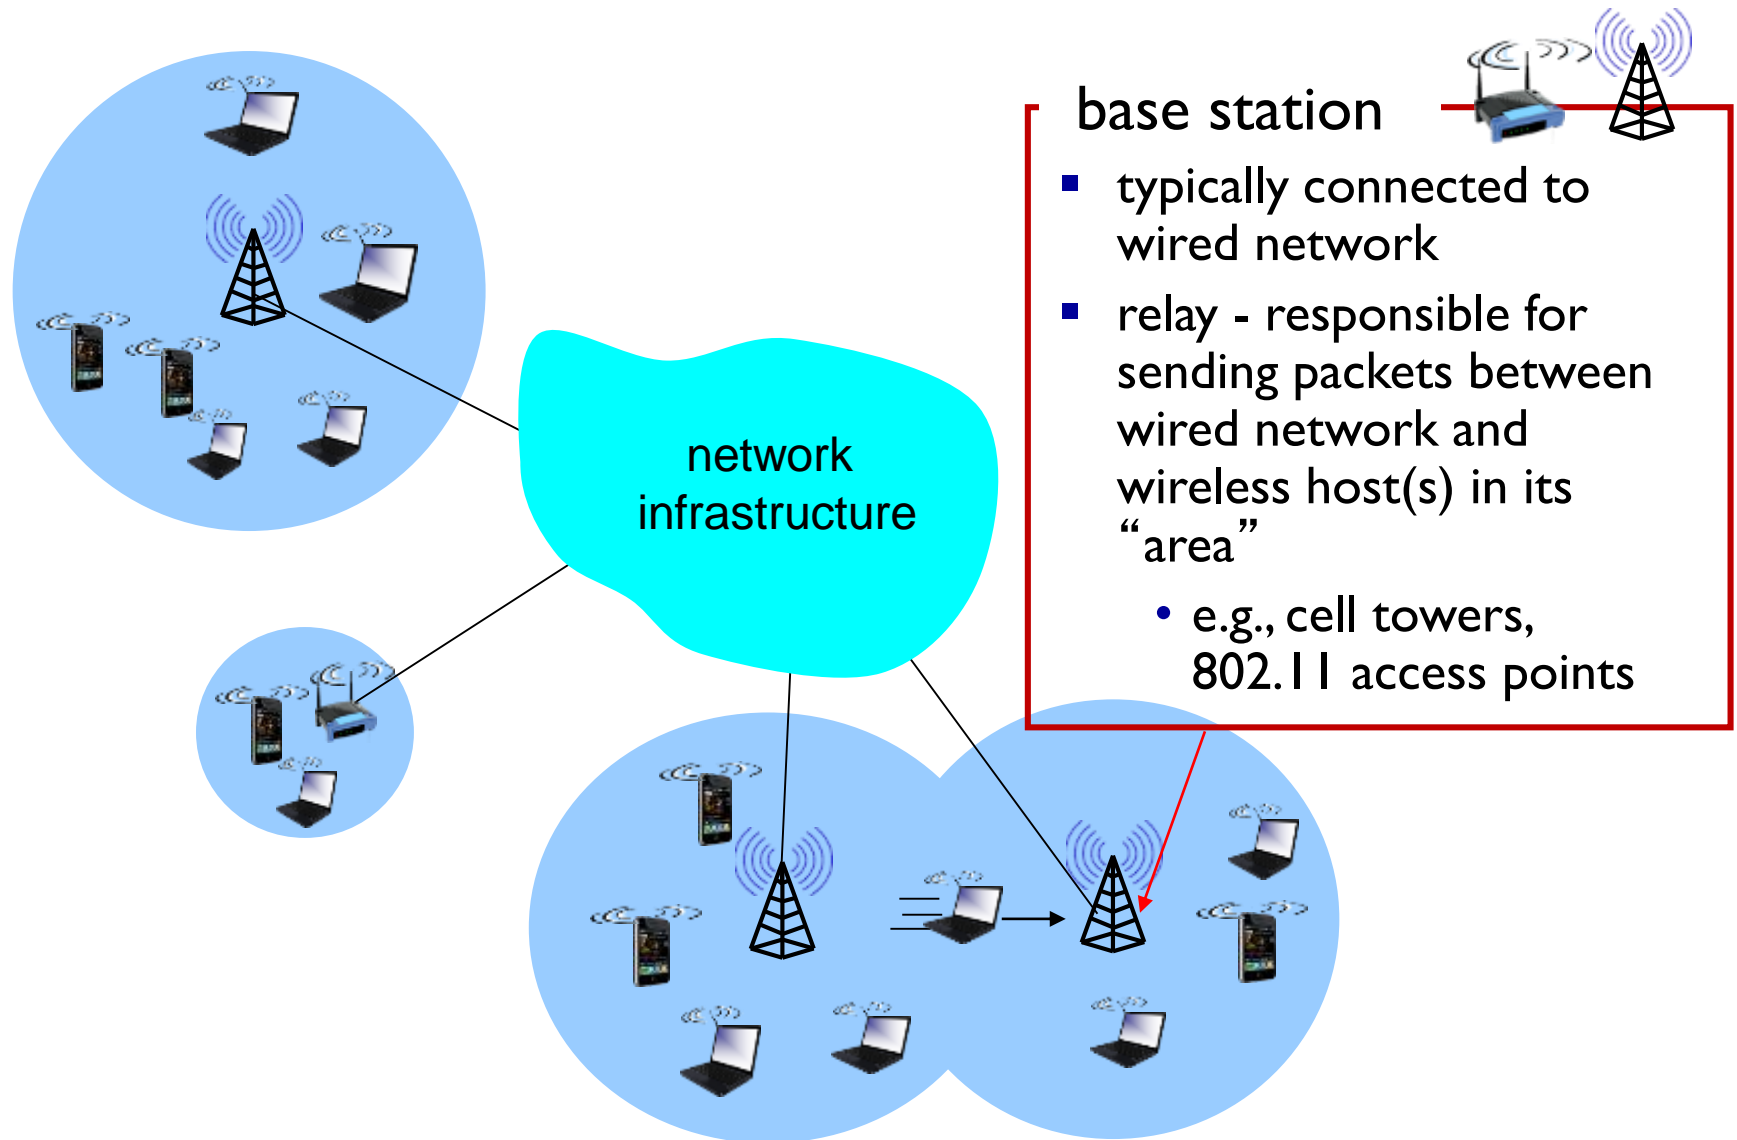 base station
▪ typically connected to
wired network
▪ relay - responsible for
sending packets between
wired network and
wireless host(s) in its
“area”
• e.g., cell towers,
802.11 access points
network
infrastructure